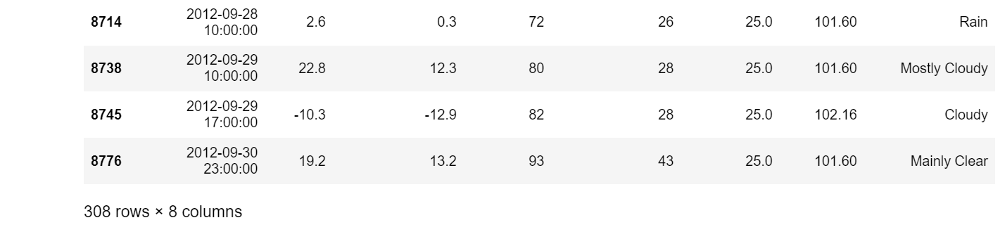 8714 2012-09-28 10:00:00 2.6 0.3 72 26 25.0 101.60 Rain
8738 2012-09-29 10:00:00 22.8 12.3 80 28 25.0 101.60 Mostly Cloudy
8745 2012-09-29 17:00:00 -10.3 -12.9 82 28 25.0 102.16 Cloudy
8776 2012-09-30 23:00:00 19.2 13.2 93 43 25.0 101.60 Mainly Clear
308 rows × 8 columns